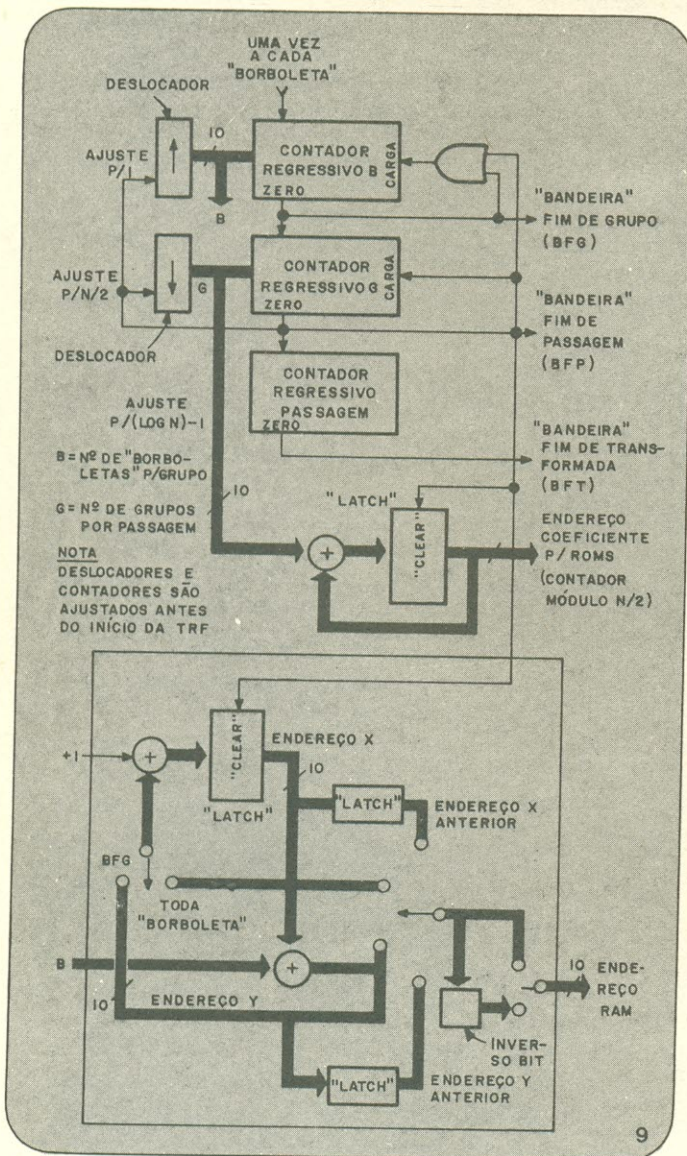 UMA VEZ
A CADA
"BORBOLETA"
DESLOCADOR
10
AJUSTE
P/1
CONTADOR
REGRESSIVO B
ZERO
CARGA
B
"BANDEIRA"
FIM DE GRUPO
(BFG)
AJUSTE
P/N/2
G
CONTADOR
REGRESSIVO G
ZERO
CARGA
DESLOCADOR
"BANDEIRA"
FIM DE
PASSAGEM
(BFP)
CONTADOR
REGRESSIVO
PASSAGEM
ZERO
AJUSTE
P/(LOG N)-1
"BANDEIRA"
FIM DE TRANS-
FORMADA
(BFT)
B = Nº DE "BORBO-
LETAS" P/GRUPO
G = Nº DE GRUPOS
POR PASSAGEM
10
"LATCH"
"CLEAR"
+
ENDEREÇO
COEFICIENTE
P/ ROMS
(CONTADOR
MÓDULO N/2)
NOTA
DESLOCADORES E
CONTADORES SÃO
AJUSTADOS ANTES
DO INÍCIO DA TRF
+1
+
"CLEAR"
"LATCH"
ENDEREÇO X
10
"LATCH"
ENDEREÇO X
ANTERIOR
BFG
TODA
"BORBOLETA"
B
+
10
ENDEREÇO Y
"LATCH"
ENDEREÇO Y
ANTERIOR
INVER-
SO BIT
10
ENDE-
REÇO
RAM
9